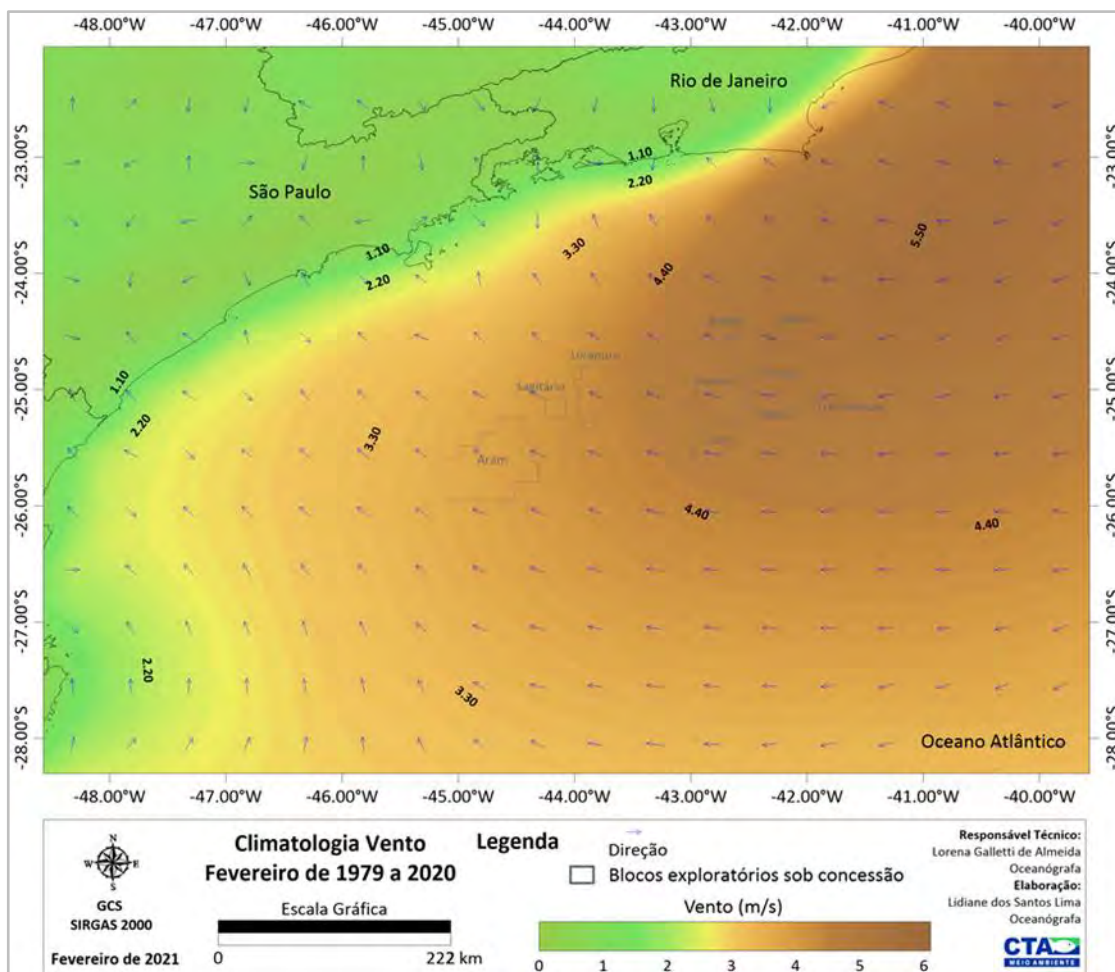 -48.00°W -47.00°W -46.00°W -45.00°W -44.00°W -43.00°W -42.00°W -41.00°W -40.00°W
Rio de Janeiro
-23.00°S
1.10
-23.00°S
São Paulo
2.20
5.50
1.10
3.30
-24.00°S
2.20
4.40
-24.00°S
Sagitário
-25.00°S
1.10
-25.00°S
2.20
3.30
Aram
-26.00°S
4.40
4.40
-26.00°S
-27.00°S
-27.00°S
2.20
3.30
-28.00°S
Oceano Atlântico
-28.00°S
-48.00°W -47.00°W -46.00°W -45.00°W -44.00°W -43.00°W -42.00°W -41.00°W -40.00°W
N
W E
S
GCS
SIRGAS 2000
Fevereiro de 2021
Climatologia Vento
Fevereiro de 1979 a 2020
Escala Gráfica
0 222 km
Legenda
Direção
Blocos exploratórios sob concessão
Vento (m/s)
0 1 2 3 4 5 6
Responsável Técnico:
Lorena Galletti de Almeida
Oceanógrafa
Elaboração:
Lidiane dos Santos Lima
Oceanógrafa
CTA
MEIO AMBIENTE